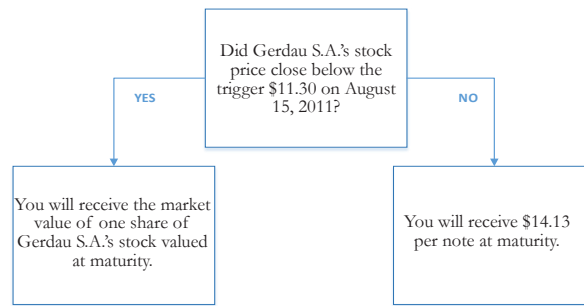 Did Gerdau S.A.'s stock
price close below the
trigger $11.30 on August
15, 2011?
YES
NO
You will receive the market
value of one share of
Gerdau S.A.'s stock valued
at maturity.
You will receive $14.13
per note at maturity.